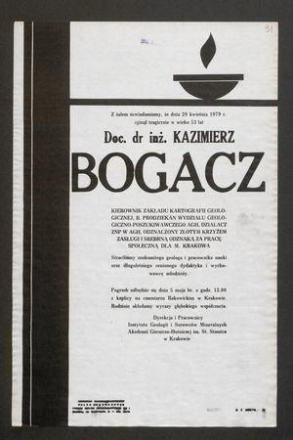 Z żalem zawiadamiamy, że dnia 29 kwietnia 1979 r.
zginął tragicznie w wieku 53 lat
Doc. dr inż. KAZIMIERZ
BOGACZ
KIEROWNIK ZAKŁADU KARTOGRAFII GEOLO-
GICZNEJ, B. PRODZIEKAN WYDZIAŁU GEOLO-
GICZNO-POSZUKIWAWCZEGO AGH, DZIAŁACZ
ZNP W AGH, ODZNACZONY ZŁOTYM KRZYŻEM
ZASŁUGI I SREBRNĄ ODZNAKĄ ZA PRACĘ
SPOŁECZNĄ DLA M. KRAKOWA
Straciliśmy znakomitego geologa i pracownika nauki
oraz długoletniego cenionego dydaktyka i wycho-
wawcę młodzieży.
Pogrzeb odbędzie się dnia 5 maja br. o godz. 13.00
z kaplicy na cmentarzu Rakowickim w Krakowie.
Rodzinie składamy wyrazy głębokiego współczucia.
Dyrekcja i Pracownicy
Instytutu Geologii i Surowców Mineralnych
Akademii Górniczo-Hutniczej im. St. Staszica
w Krakowie